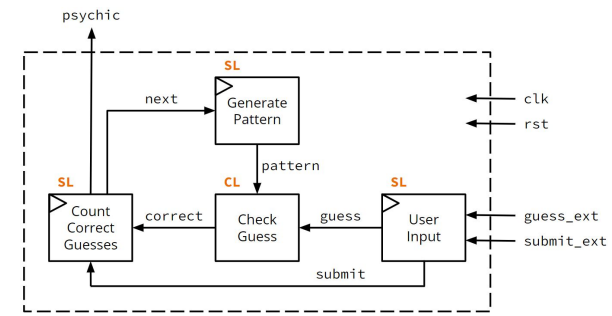 psychic
SL
next
Generate
Pattern
clk
rst
pattern
SL
CL
SL
Count
Correct
Guesses
correct
Check
Guess
guess
User
Input
guess_ext
submit_ext
submit